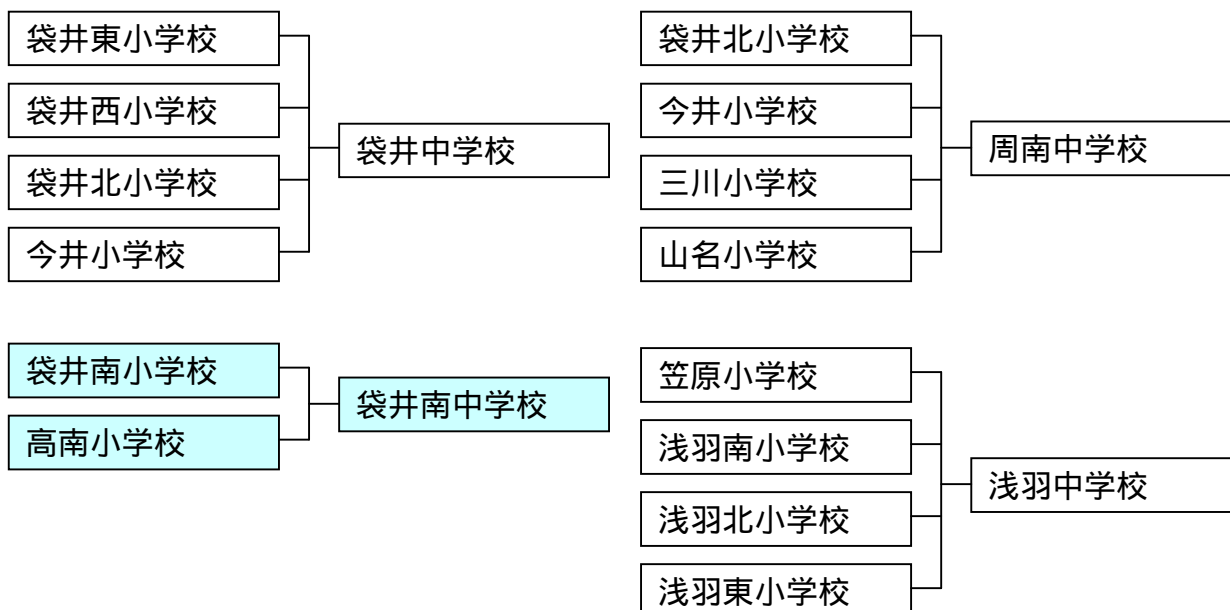 袋井東小学校
袋井西小学校
袋井北小学校
今井小学校
袋井中学校
袋井北小学校
今井小学校
三川小学校
山名小学校
周南中学校
袋井南小学校
高南小学校
袋井南中学校
笠原小学校
浅羽南小学校
浅羽北小学校
浅羽東小学校
浅羽中学校